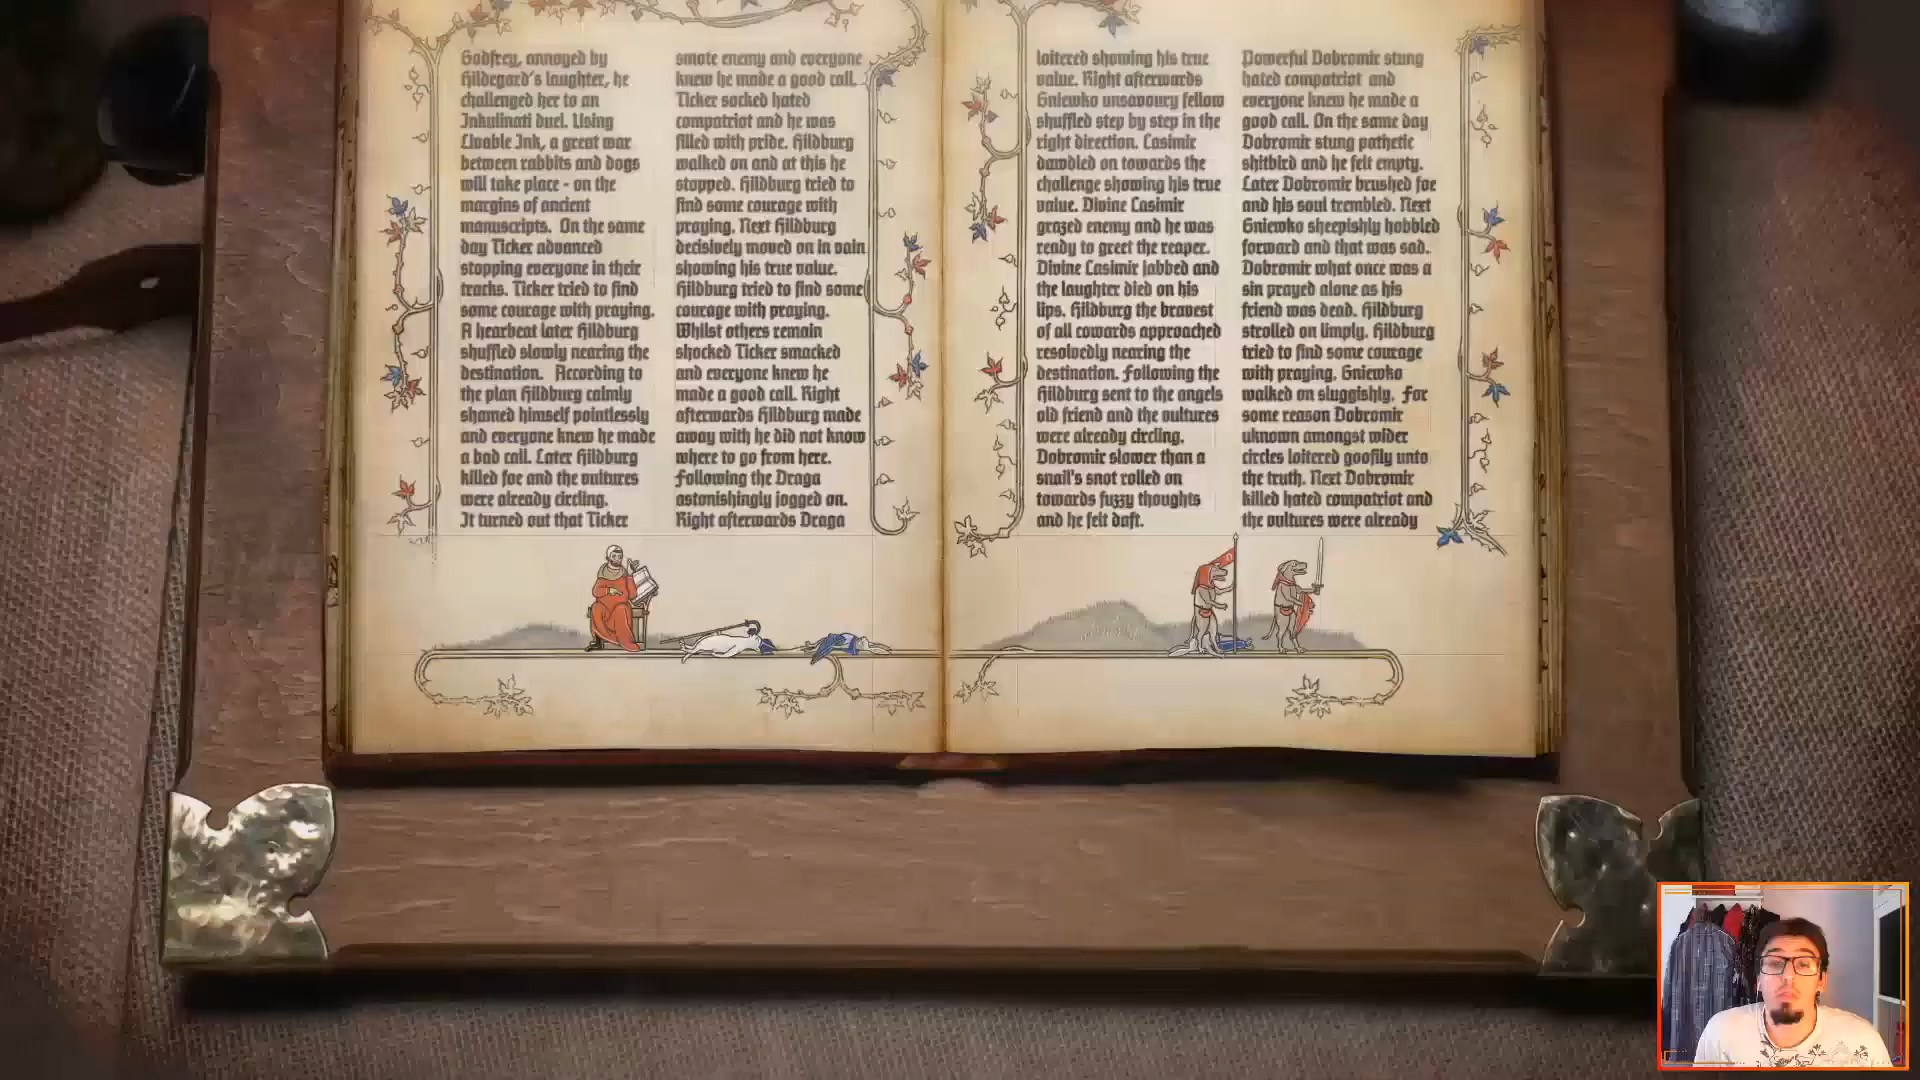 Godfrey, annoyed by
Hildegard's laughter, he
challenged her to an
Inkulinati duel. Using
Livable Ink, a great war
between rabbits and dogs
will take place - on the
margins of ancient
manuscripts. On the same
day Ticker advanced
stopping everyone in their
tracks. Ticker tried to find
some courage with praying.
A hearbeat later Hildburg
shuffled slowly nearing the
destination. According to
the plan Hildburg calmly
shamed himself pointlessly
and everyone knew he made
a bad call. Later Hildburg
killed foe and the vultures
were already circling.
It turned out that Ticker
smote enemy and everyone
knew he made a good call.
Ticker socked hated
compatriot and he was
filled with pride. Hildburg
walked on and at this he
stopped. Hildburg tried to
find some courage with
praying. Next Hildburg
decisively moved on in vain
showing his true value.
Hildburg tried to find some
courage with praying.
Whilst others remain
shocked Ticker smacked
and everyone knew he
made a good call. Right
afterwards Hildburg made
away with he did not know
where to go from here.
Following the Draga
astonishingly jogged on.
Right afterwards Draga
loitered showing his true
value. Right afterwards
Gniewko unsavoury fellow
shuffled step by step in the
right direction. Casimir
dawdled on towards the
challenge showing his true
value. Divine Casimir
grazed enemy and he was
ready to greet the reaper.
Divine Casimir jabbed and
the laughter died on his
lips. Hildburg the bravest
of all cowards approached
resolvedly nearing the
destination. Following the
Hildburg sent to the angels
old friend and the vultures
were already circling.
Dobromir slower than a
snail's snot rolled on
towards fuzzy thoughts
and he felt daft.
Powerful Dobromir stung
hated compatriot and
everyone knew he made a
good call. On the same day
Dobromir stung pathetic
shitbird and he felt empty.
Later Dobromir brushed foe
and his soul trembled. Next
Gniewko sheepishly hobbled
forward and that was sad.
Dobromir what once was a
sin prayed alone as his
friend was dead. Hildburg
strolled on limply. Hildburg
tried to find some courage
with praying. Gniewko
walked on sluggishly. For
some reason Dobromir
uknown amongst wider
circles loitered goofily unto
the truth. Next Dobromir
killed hated compatriot and
the vultures were already